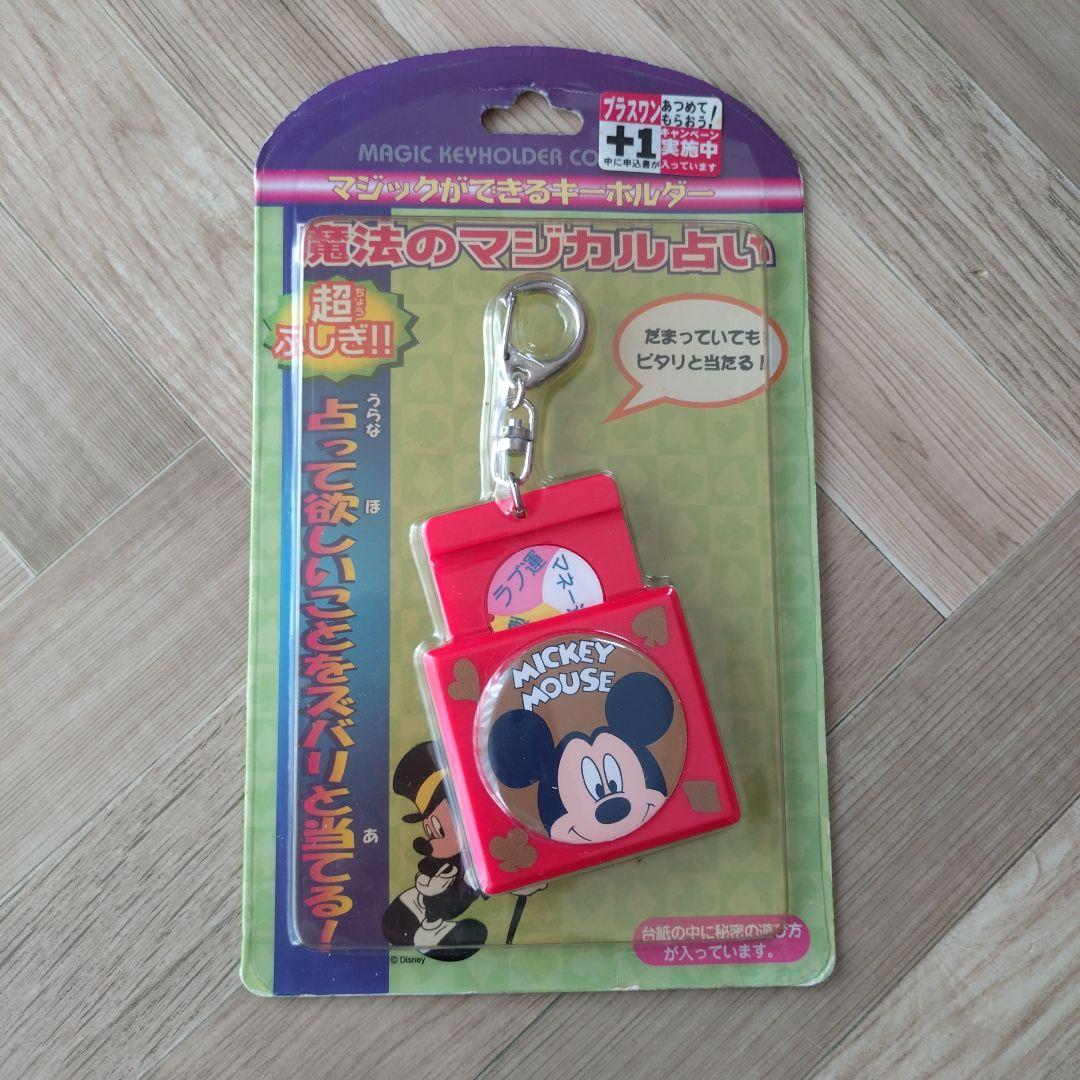 プラスワン
+1
中に申込書が
あつめて
もらおう!
キャンペーン
実施中
入っています
MAGIC KEYHOLDER CO
マジックができるキーホルダー
魔法のマジカル占い
超
ちょう
ふしぎ!!
だまっていても
ピタリと当たる!
うらな
ほ
あ
占って欲しいことをズバリと当てる!
ラブ運
マネー
MICKEY
MOUSE
台紙の中に秘密の遊び方
が入っています。
© Disney